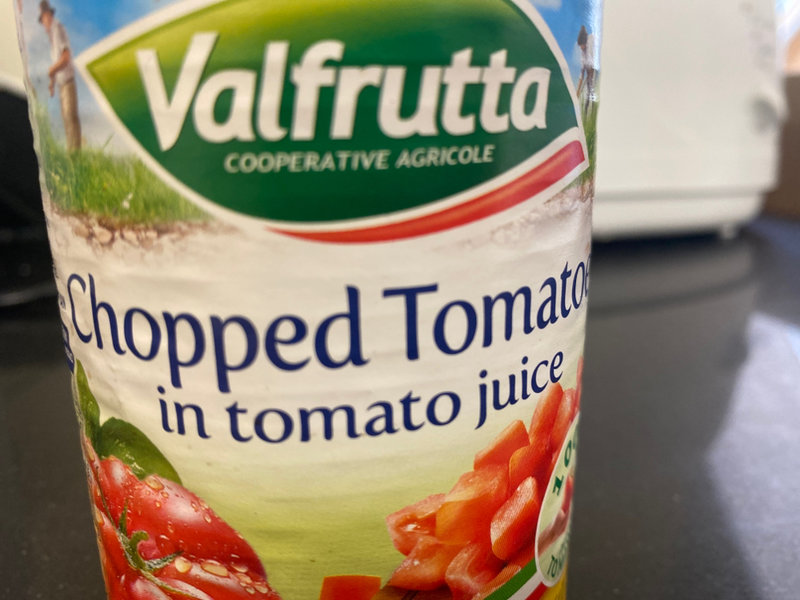 Valfrutta
COOPERATIVE AGRICOLE
Chopped Tomatoe
in tomato juice